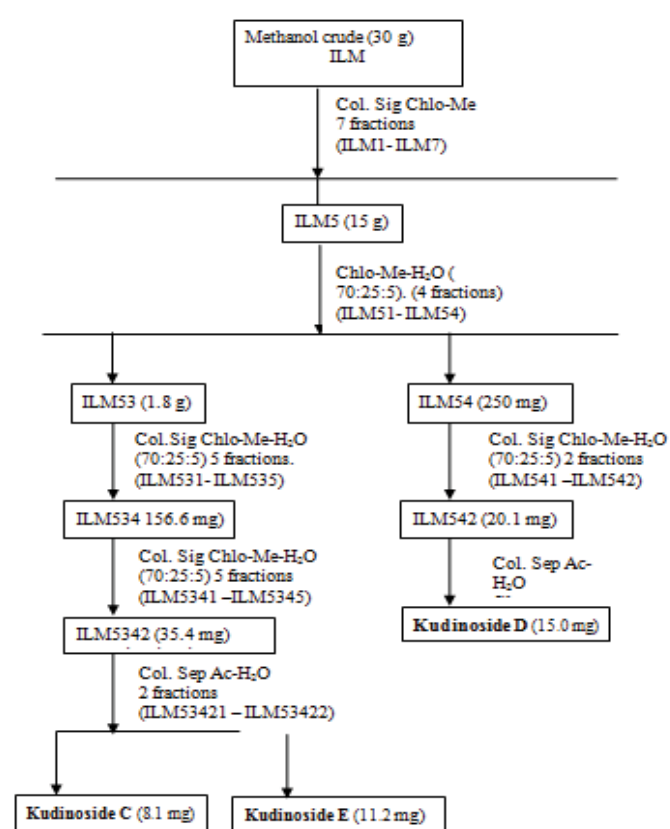 Methanol crude (30 g)
ILM
Col. Sig Chlo-Me
7 fractions
(ILM1- ILM7)
ILM5 (15 g)
Chlo-Me-H₂O (
70:25:5). (4 fractions)
(ILM51- ILM54)
ILM53 (1.8 g)
Col.Sig Chlo-Me-H₂O
(70:25:5) 5 fractions.
(ILM531- ILM535)
ILM534 156.6 mg)
Col. Sig Chlo-Me-H₂O
(70:25:5) 5 fractions
(ILM5341 –ILM5345)
ILM5342 (35.4 mg)
Col. Sep Ac-H₂O
2 fractions
(ILM53421 – ILM53422)
Kudinoside C (8.1 mg)
Kudinoside E (11.2 mg)
ILM54 (250 mg)
Col. Sig Chlo-Me-H₂O
(70:25:5) 2 fractions
(ILM541 –ILM542)
ILM542 (20.1 mg)
Col. Sep Ac-
H₂O
Kudinoside D (15.0 mg)